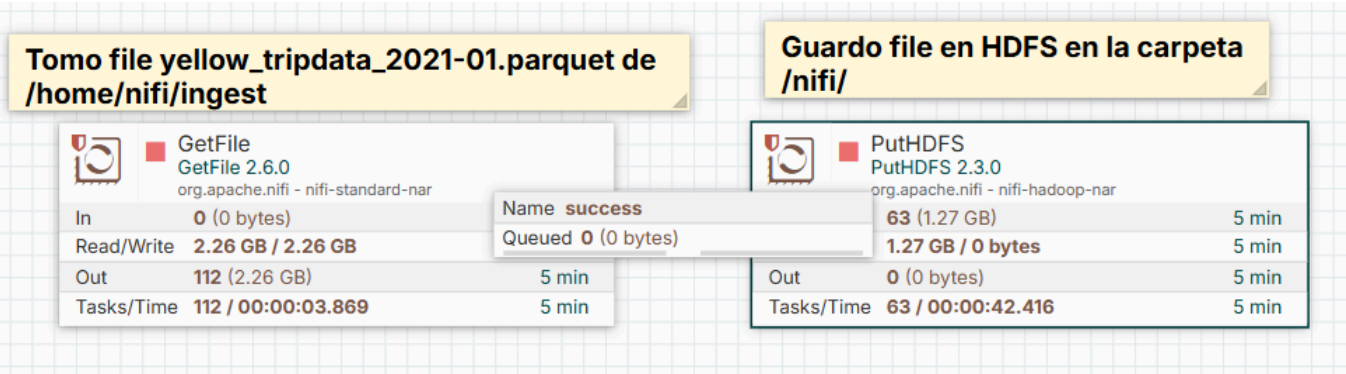 Tomo file yellow_tripdata_2021-01.parquet de
/home/nifi/ingest
Guardo file en HDFS en la carpeta
/nifi/
GetFile
GetFile 2.6.0
org.apache.nifi - nifi-standard-nar
In 0 (0 bytes)
Read/Write 2.26 GB / 2.26 GB
Out 112 (2.26 GB) 5 min
Tasks/Time 112 / 00:00:03.869 5 min
Name success
Queued 0 (0 bytes)
PutHDFS
PutHDFS 2.3.0
org.apache.nifi - nifi-hadoop-nar
63 (1.27 GB) 5 min
1.27 GB / 0 bytes 5 min
Out 0 (0 bytes) 5 min
Tasks/Time 63 / 00:00:42.416 5 min